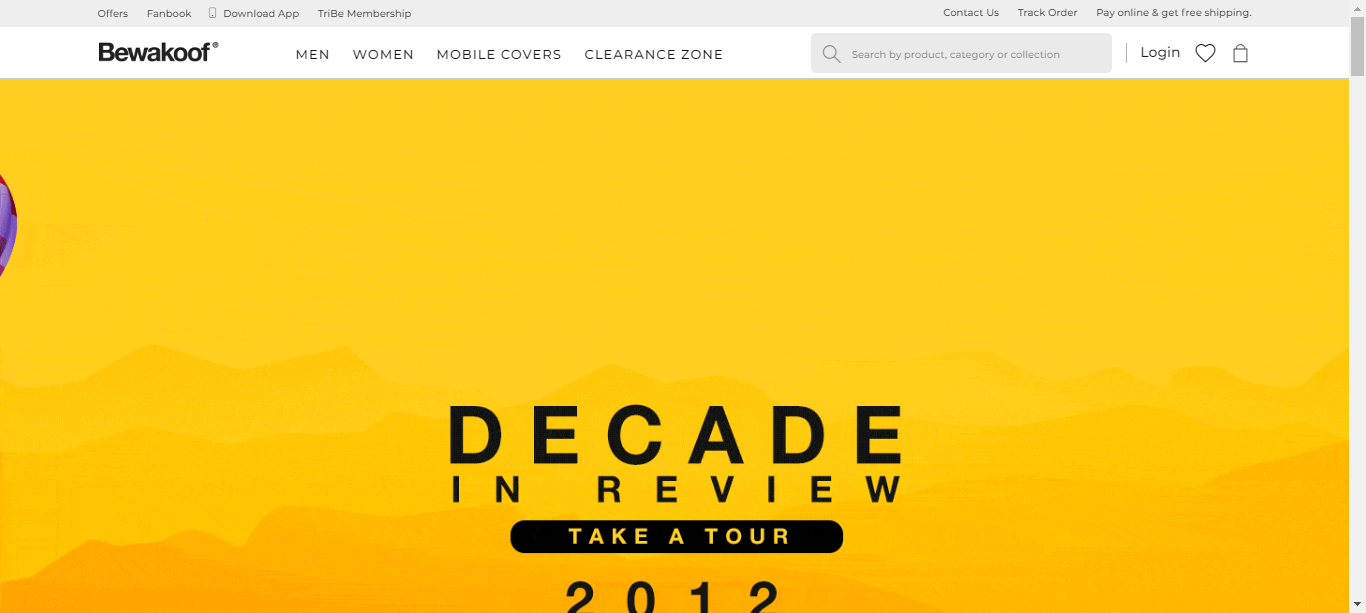 Offers Fanbook Download App TriBe Membership Contact Us Track Order Pay online & get free shipping.
Bewakoof® MEN WOMEN MOBILE COVERS CLEARANCE ZONE Search by product, category or collection Login
DECADE
IN REVIEW
TAKE A TOUR
2012